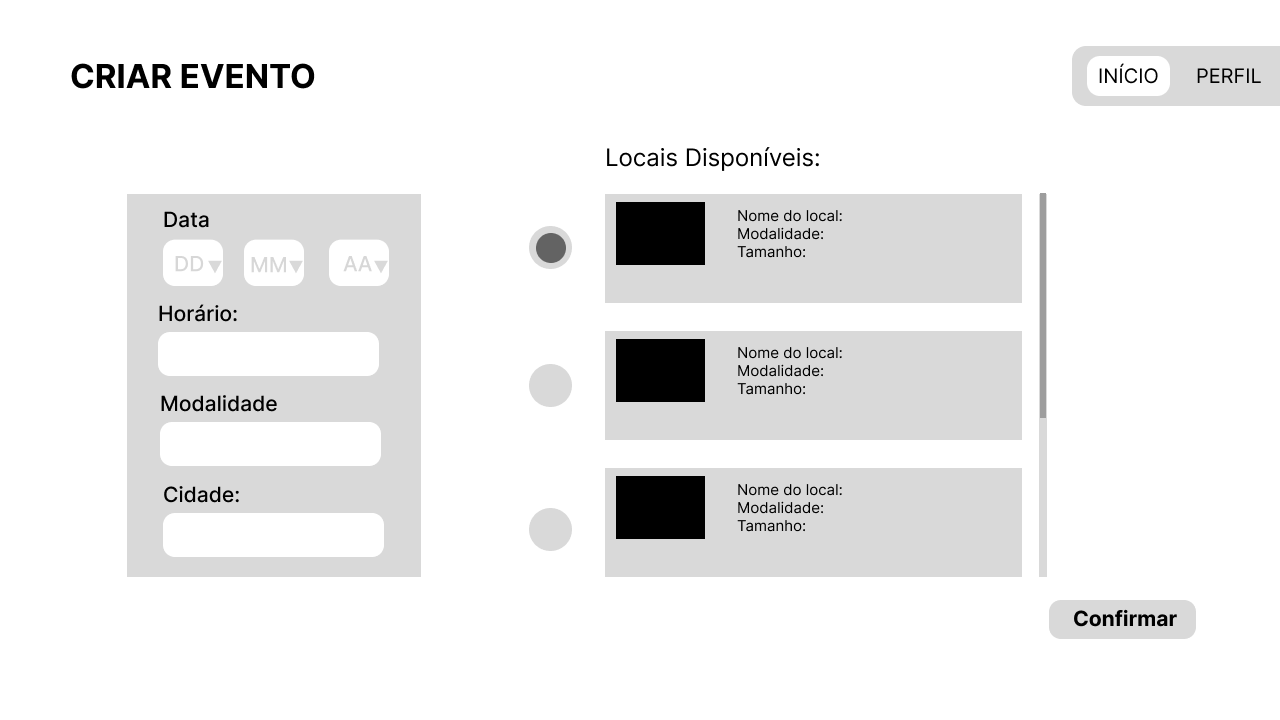 CRIAR EVENTO
INÍCIO
PERFIL
Locais Disponíveis:
Data
DD▼ MM▼ AA▼
Horário:
Modalidade
Cidade:
Nome do local:
Modalidade:
Tamanho:
Nome do local:
Modalidade:
Tamanho:
Nome do local:
Modalidade:
Tamanho:
Confirmar